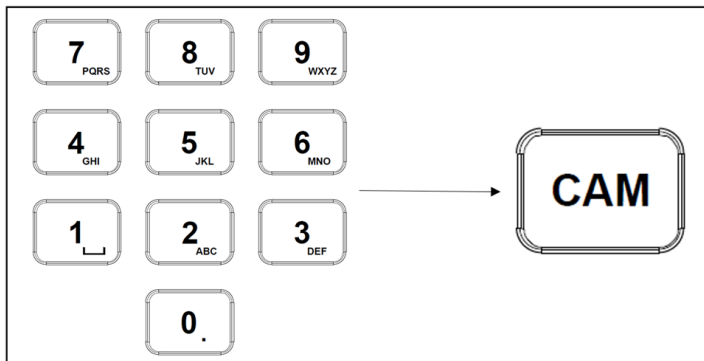 7 PQRS 8 TUV 9 WXYZ
4 GHI 5 JKL 6 MNO
CAM
1 2 ABC 3 DEF
0 .